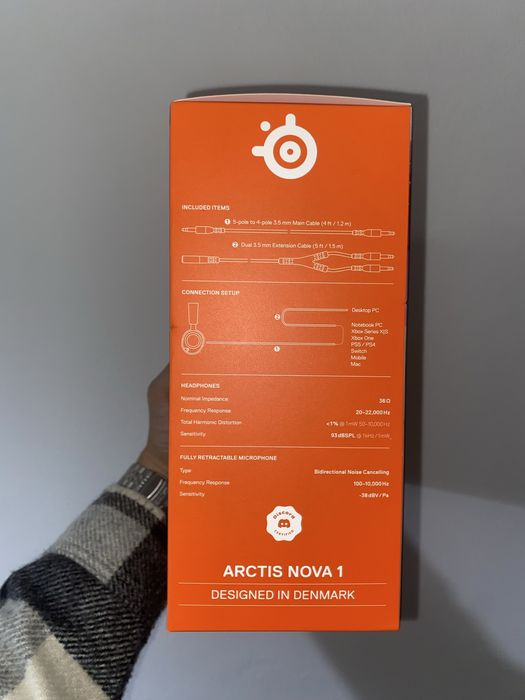 INCLUDED ITEMS
1 5-pole to 4-pole 3.5 mm Main Cable (4 ft / 1.2 m)
2 Dual 3.5 mm Extension Cable (5 ft / 1.5 m)
CONNECTION SETUP
2
Desktop PC
Notebook PC
Xbox Series X|S
Xbox One
PS5 / PS4
Switch
Mobile
Mac
1
HEADPHONES
Nominal Impedance 36 Ω
Frequency Response 20–22,000 Hz
Total Harmonic Distortion <1% @ 1mW 50–10,000 Hz
Sensitivity 93 dBSPL @ 1kHz / 1mW
FULLY RETRACTABLE MICROPHONE
Type Bidirectional Noise Cancelling
Frequency Response 100–10,000 Hz
Sensitivity -38 dBV / Pa
Discord
CERTIFIED
ARCTIS NOVA 1
DESIGNED IN DENMARK